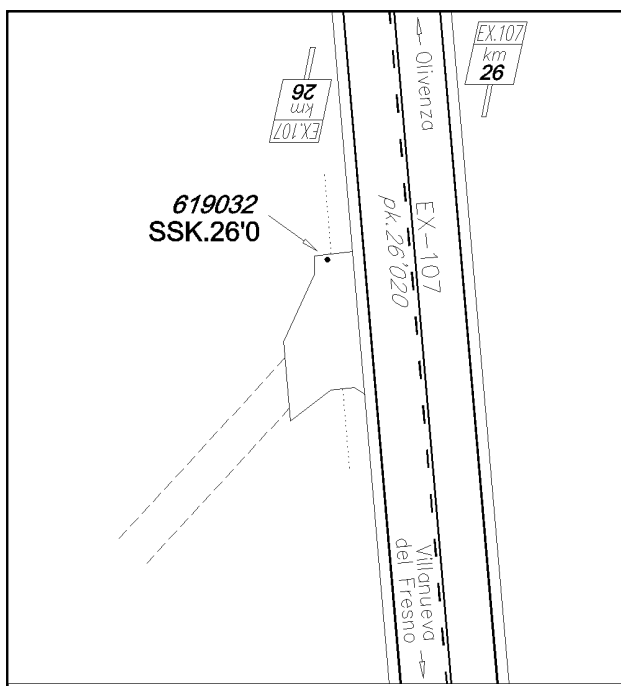 EX.107
km
26
EX.107
km
26
← Olivenza
619032
SSK.26'0
EX-107
pk.26'020
Villanueva →
del Fresno